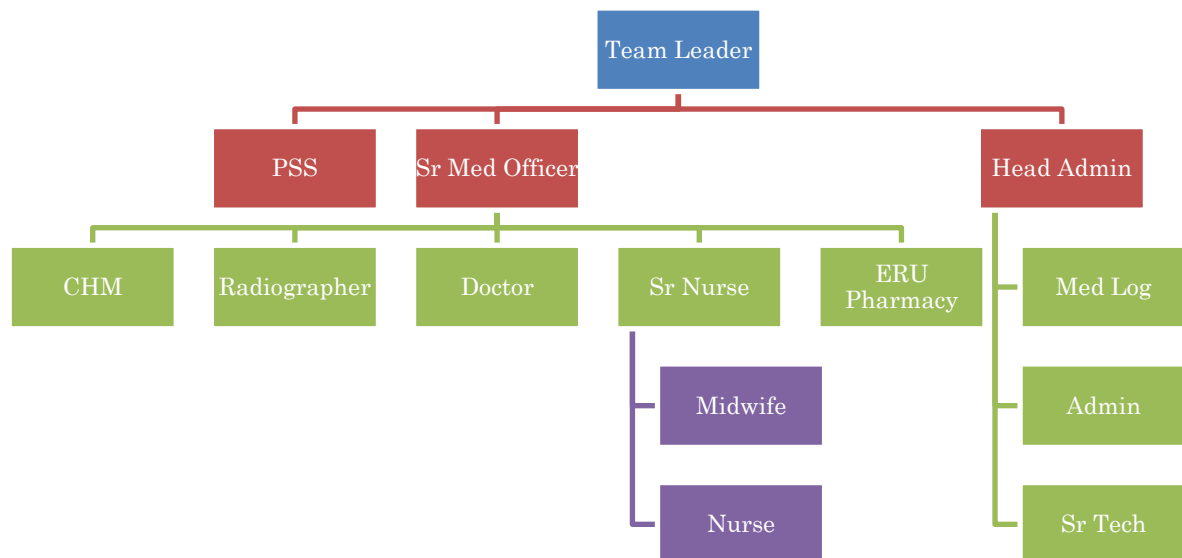 Team Leader
PSS
Sr Med Officer
Head Admin
CHM
Radiographer
Doctor
Sr Nurse
ERU
Pharmacy
Med Log
Midwife
Admin
Nurse
Sr Tech